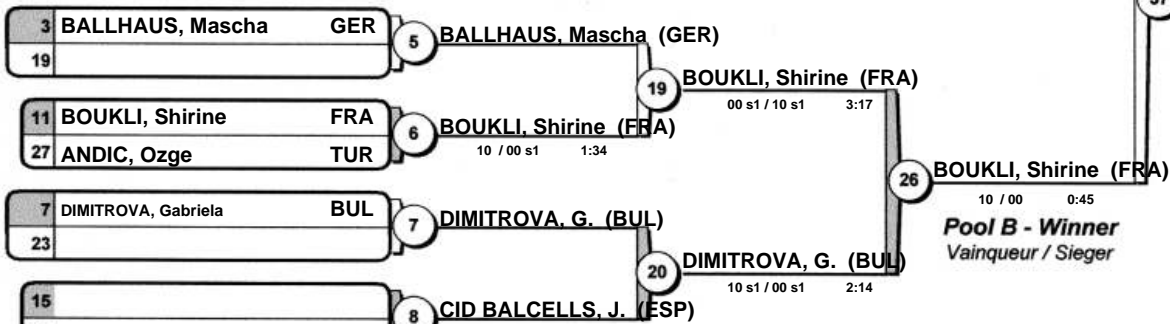 3 BALLHAUS, Mascha GER
19
5
BALLHAUS, Mascha (GER)
11 BOUKLI, Shirine FRA
27 ANDIC, Ozge TUR
6
BOUKLI, Shirine (FRA)
10 / 00 s1 1:34
19
BOUKLI, Shirine (FRA)
00 s1 / 10 s1 3:17
7 DIMITROVA, Gabriela BUL
23
7
DIMITROVA, G. (BUL)
15
8
CID BALCELLS, J. (ESP)
20
DIMITROVA, G. (BUL)
10 s1 / 00 s1 2:14
26
BOUKLI, Shirine (FRA)
10 / 00 0:45
Pool B - Winner
Vainqueur / Sieger